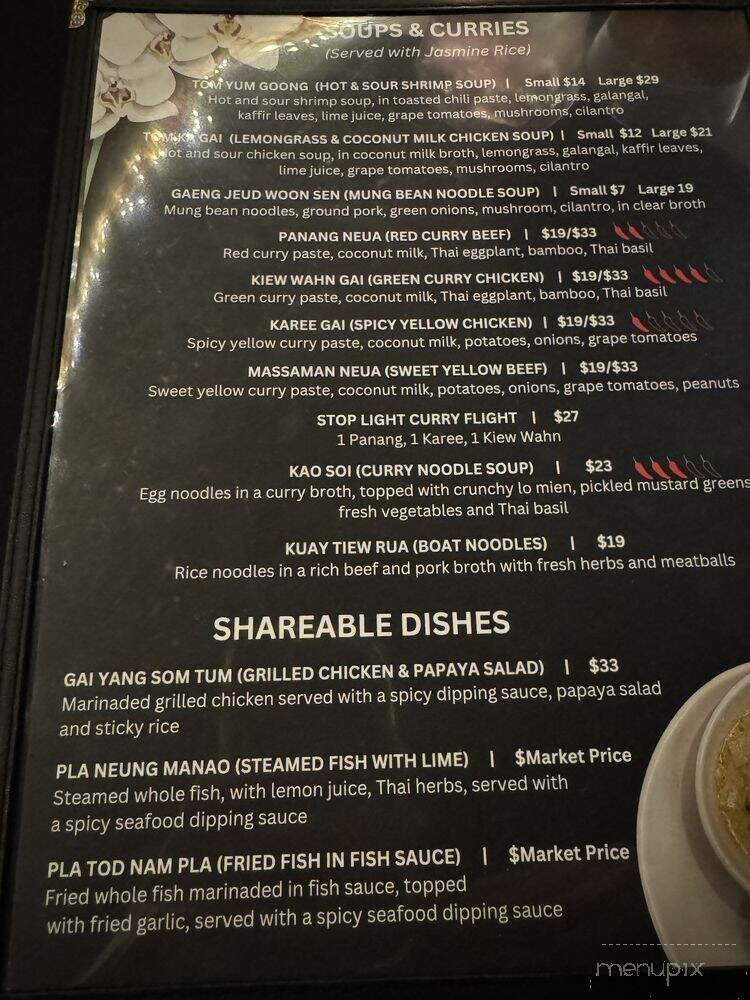 SOUPS & CURRIES
(Served with Jasmine Rice)
TOM YUM GOONG (HOT & SOUR SHRIMP SOUP) | Small $14 Large $29
Hot and sour shrimp soup, in toasted chili paste, lemongrass, galangal,
kaffir leaves, lime juice, grape tomatoes, mushrooms, cilantro
TOM KA GAI (LEMONGRASS & COCONUT MILK CHICKEN SOUP) | Small $12 Large $21
Hot and sour chicken soup, in coconut milk broth, lemongrass, galangal, kaffir leaves,
lime juice, grape tomatoes, mushrooms, cilantro
GAENG JEUD WOON SEN (MUNG BEAN NOODLE SOUP) | Small $7 Large 19
Mung bean noodles, ground pork, green onions, mushroom, cilantro, in clear broth
PANANG NEUA (RED CURRY BEEF) | $19/$33
Red curry paste, coconut milk, Thai eggplant, bamboo, Thai basil
KIEW WAHN GAI (GREEN CURRY CHICKEN) | $19/$33
Green curry paste, coconut milk, Thai eggplant, bamboo, Thai basil
KAREE GAI (SPICY YELLOW CHICKEN) | $19/$33
Spicy yellow curry paste, coconut milk, potatoes, onions, grape tomatoes
MASSAMAN NEUA (SWEET YELLOW BEEF) | $19/$33
Sweet yellow curry paste, coconut milk, potatoes, onions, grape tomatoes, peanuts
STOP LIGHT CURRY FLIGHT | $27
1 Panang, 1 Karee, 1 Kiew Wahn
KAO SOI (CURRY NOODLE SOUP) | $23
Egg noodles in a curry broth, topped with crunchy lo mien, pickled mustard greens
fresh vegetables and Thai basil
KUAY TIEW RUA (BOAT NOODLES) | $19
Rice noodles in a rich beef and pork broth with fresh herbs and meatballs
SHAREABLE DISHES
GAI YANG SOM TUM (GRILLED CHICKEN & PAPAYA SALAD) | $33
Marinaded grilled chicken served with a spicy dipping sauce, papaya salad
and sticky rice
PLA NEUNG MANAO (STEAMED FISH WITH LIME) | $Market Price
Steamed whole fish, with lemon juice, Thai herbs, served with
a spicy seafood dipping sauce
PLA TOD NAM PLA (FRIED FISH IN FISH SAUCE) | $Market Price
Fried whole fish marinaded in fish sauce, topped
with fried garlic, served with a spicy seafood dipping sauce
menupix